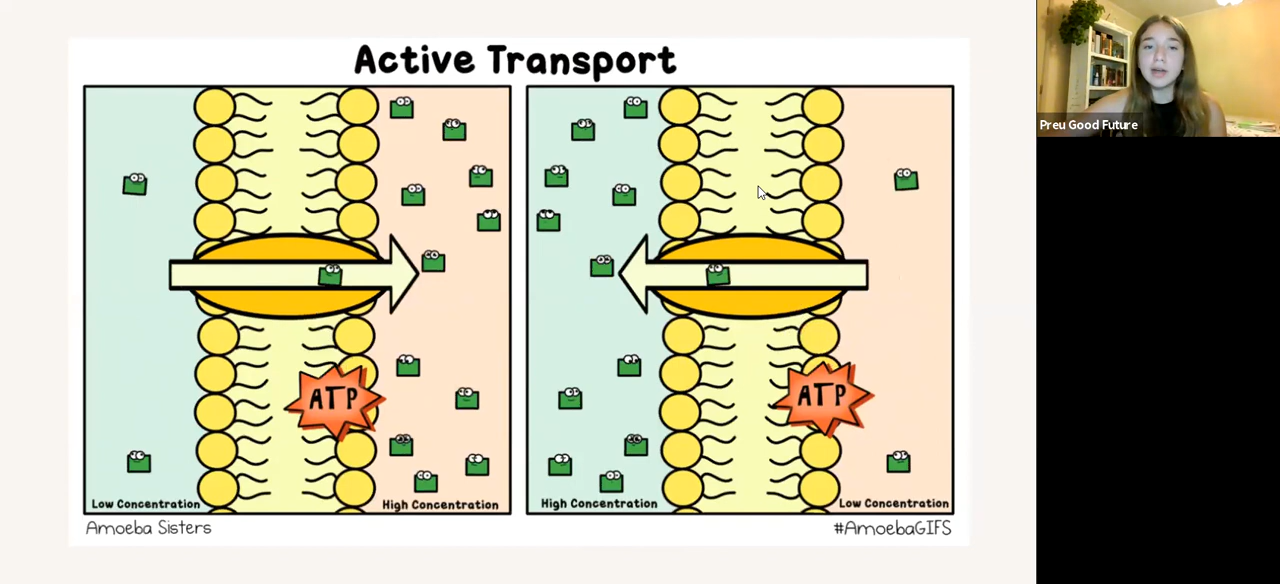 Active Transport
Preu Good Future
ATP
ATP
Low Concentration
High Concentration
High Concentration
Low Concentration
Amoeba Sisters
#AmoebaGIFS